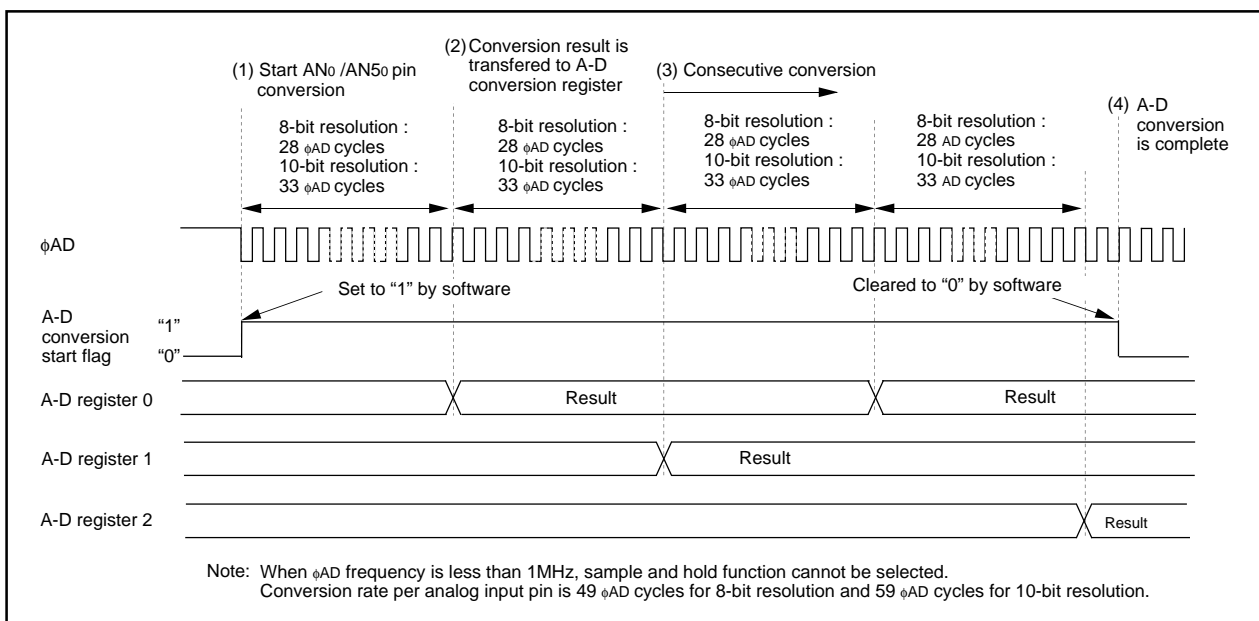 (1) Start AN0 /AN50 pin
conversion
(2) Conversion result is
transfered to A-D
conversion register
(3) Consecutive conversion
(4) A-D
conversion
is complete
8-bit resolution :
28 ϕAD cycles
10-bit resolution :
33 ϕAD cycles
8-bit resolution :
28 ϕAD cycles
10-bit resolution :
33 ϕAD cycles
8-bit resolution :
28 ϕAD cycles
10-bit resolution :
33 ϕAD cycles
8-bit resolution :
28 AD cycles
10-bit resolution :
33 AD cycles
ϕAD
Set to “1” by software
Cleared to “0” by software
A-D
conversion
start flag
“1”
“0”
A-D register 0
Result
Result
A-D register 1
Result
A-D register 2
Result
Note: When ϕAD frequency is less than 1MHz, sample and hold function cannot be selected.
Conversion rate per analog input pin is 49 ϕAD cycles for 8-bit resolution and 59 ϕAD cycles for 10-bit resolution.